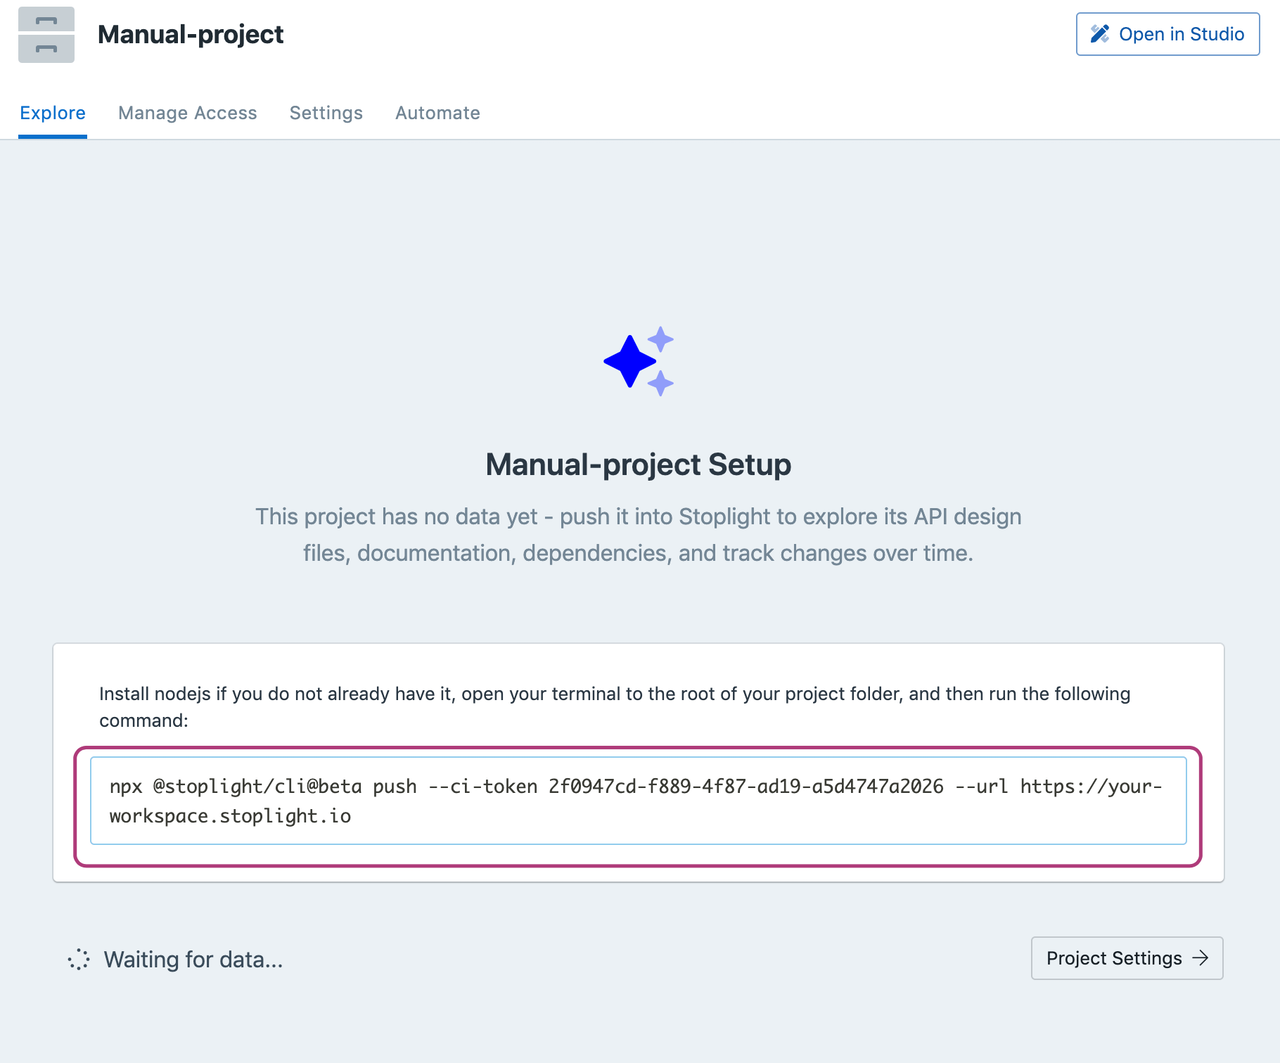 Manual-project
Open in Studio
Explore
Manage Access
Settings
Automate
Manual-project Setup
This project has no data yet - push it into Stoplight to explore its API design
files, documentation, dependencies, and track changes over time.
Install nodejs if you do not already have it, open your terminal to the root of your project folder, and then run the following
command:
npx @stoplight/cli@beta push --ci-token 2f0947cd-f889-4f87-ad19-a5d4747a2026 --url https://your-
workspace.stoplight.io
Waiting for data...
Project Settings →